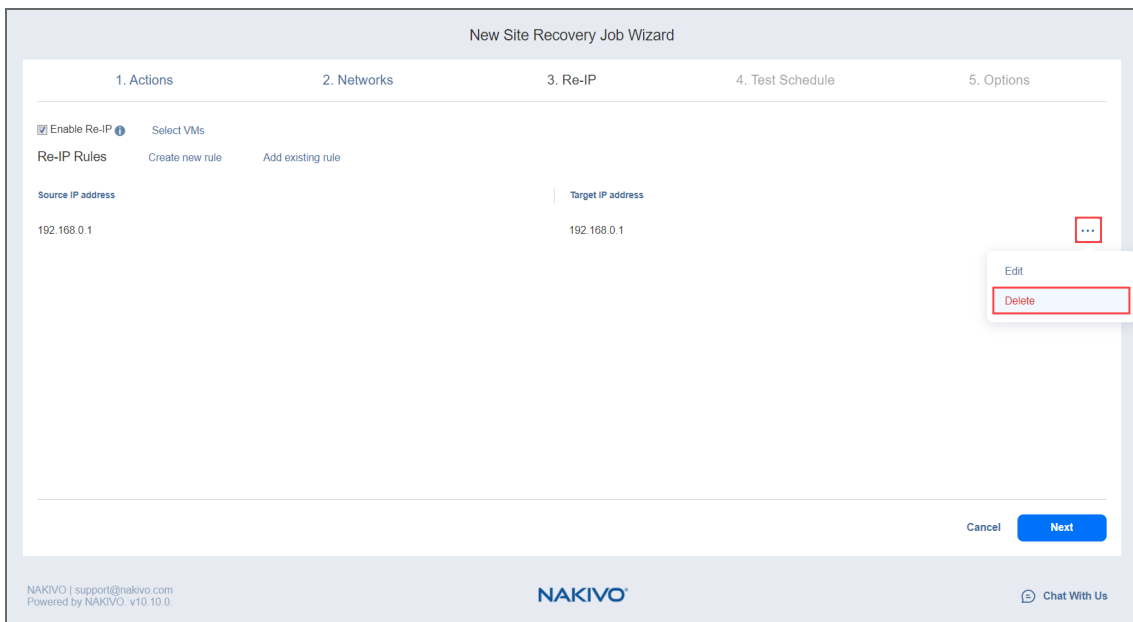 New Site Recovery Job Wizard
1. Actions 2. Networks 3. Re-IP 4. Test Schedule 5. Options
Enable Re-IP Select VMs
Re-IP Rules Create new rule Add existing rule
Source IP address Target IP address
192.168.0.1 192.168.0.1 ...
Edit
Delete
Cancel Next
NAKIVO | support@nakivo.com
Powered by NAKIVO. v10.10.0.
NAKIVO®
Chat With Us